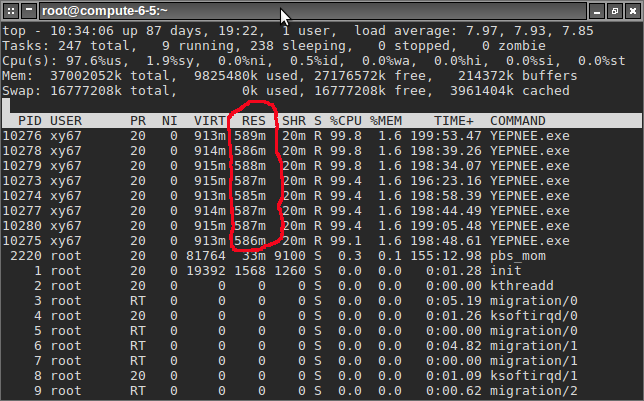 root@compute-6-5:~
top - 10:34:06 up 87 days, 19:22,  1 user,  load average: 7.97, 7.93, 7.85
Tasks: 247 total,   9 running, 238 sleeping,   0 stopped,   0 zombie
Cpu(s): 97.6%us,  1.9%sy,  0.0%ni,  0.5%id,  0.0%wa,  0.0%hi,  0.0%si,  0.0%st
Mem:  37002052k total,  9825480k used, 27176572k free,   214372k buffers
Swap: 16777208k total,        0k used, 16777208k free,  3961404k cached
PID USER      PR  NI  VIRT  RES  SHR S %CPU %MEM    TIME+  COMMAND
10276 xy67      20   0  913m 589m  20m R 99.8  1.6 199:53.47 YEPNEE.exe
10278 xy67      20   0  914m 586m  20m R 99.8  1.6 198:39.26 YEPNEE.exe
10279 xy67      20   0  915m 588m  20m R 99.8  1.6 198:34.07 YEPNEE.exe
10273 xy67      20   0  915m 587m  20m R 99.4  1.6 196:23.16 YEPNEE.exe
10274 xy67      20   0  913m 585m  20m R 99.4  1.6 198:58.39 YEPNEE.exe
10277 xy67      20   0  914m 587m  20m R 99.4  1.6 198:44.49 YEPNEE.exe
10280 xy67      20   0  915m 587m  20m R 99.4  1.6 199:05.48 YEPNEE.exe
10275 xy67      20   0  913m 586m  20m R 99.1  1.6 198:48.61 YEPNEE.exe
2220 root      20   0 81764  33m 9100 S  0.3  0.1 155:12.98 pbs_mom
1 root      20   0 19392 1568 1260 S  0.0  0.0   0:01.28 init
2 root      20   0     0    0    0 S  0.0  0.0   0:00.00 kthreadd
3 root      RT   0     0    0    0 S  0.0  0.0   0:05.19 migration/0
4 root      20   0     0    0    0 S  0.0  0.0   0:01.26 ksoftirqd/0
5 root      RT   0     0    0    0 S  0.0  0.0   0:00.00 migration/0
6 root      RT   0     0    0    0 S  0.0  0.0   0:04.82 migration/1
7 root      RT   0     0    0    0 S  0.0  0.0   0:00.00 migration/1
8 root      20   0     0    0    0 S  0.0  0.0   0:01.09 ksoftirqd/1
9 root      RT   0     0    0    0 S  0.0  0.0   0:00.62 migration/2